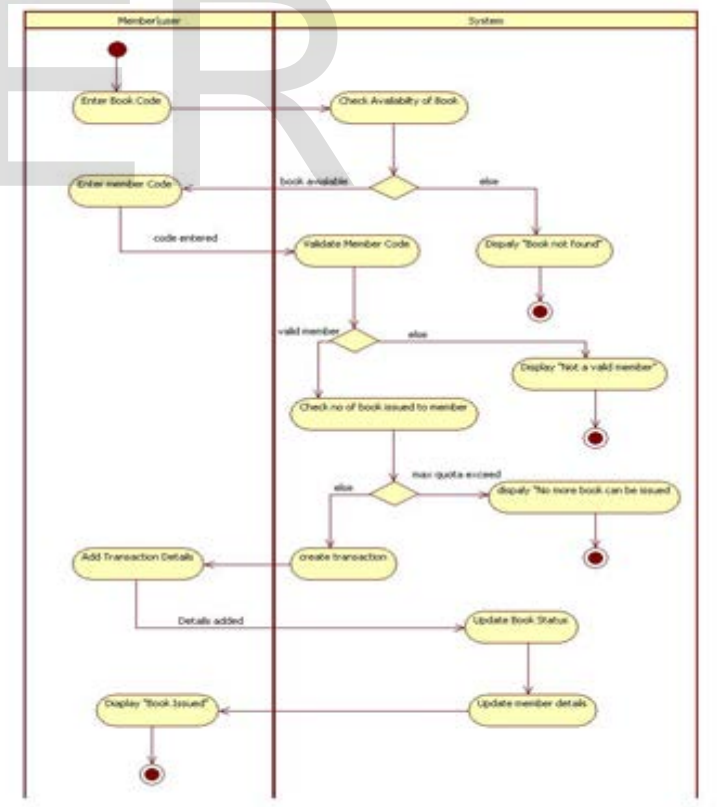 Member\user
System
Enter Book Code
Check Availabilty of Book
Enter member Code
book available
else
code entered
Validate Member Code
Dispaly "Book not found"
valid member
else
Display "Not a valid member"
Check no of book issued to member
else
max quota exceed
dispaly "No more book can be issued
Add Transaction Details
create transaction
Details added
Update Book Status
Display "Book Issued"
Update member details
ER